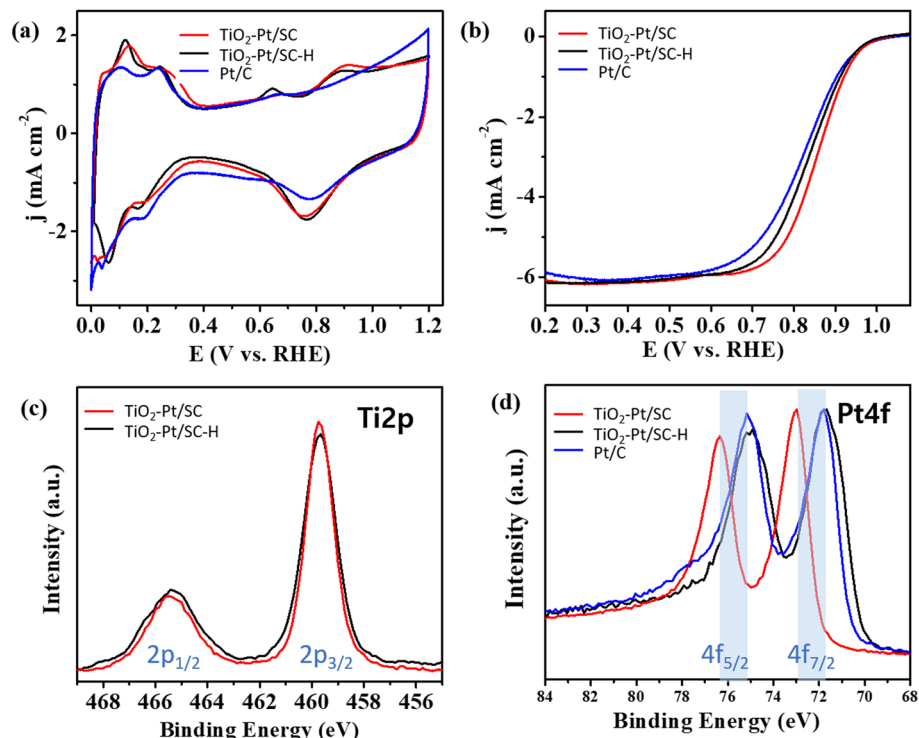 (a)
TiO2-Pt/SC
TiO2-Pt/SC-H
Pt/C
2
0
-2
j (mA cm-2)
0.0 0.2 0.4 0.6 0.8 1.0 1.2
E (V vs. RHE)
(b)
TiO2-Pt/SC
TiO2-Pt/SC-H
Pt/C
0
-2
-4
-6
j (mA cm-2)
0.2 0.3 0.4 0.5 0.6 0.7 0.8 0.9 1.0
E (V vs. RHE)
(c)
TiO2-Pt/SC
TiO2-Pt/SC-H
Ti2p
Intensity (a.u.)
2p1/2
2p3/2
468 466 464 462 460 458 456
Binding Energy (eV)
(d)
TiO2-Pt/SC
TiO2-Pt/SC-H
Pt/C
Pt4f
Intensity (a.u.)
4f5/2
4f7/2
84 82 80 78 76 74 72 70 68
Binding Energy (eV)